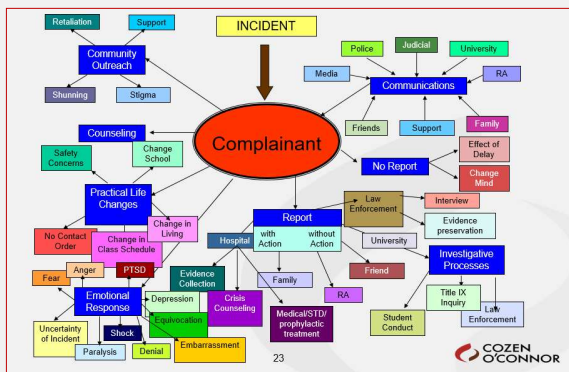 INCIDENT
Retaliation
Support
Community
Outreach
Shunning
Stigma
Police
Judicial
University
Media
RA
Communications
Friends
Support
Family
Counseling
Complainant
Safety
Concerns
Change
School
No Report
Effect of
Delay
Change
Mind
Practical Life
Changes
No Contact
Order
Change in
Class Schedule
Change in
Living
Report
with
Action
without
Action
Law
Enforcement
Interview
Evidence
preservation
Hospital
University
Investigative
Processes
Fear
Anger
PTSD
Evidence
Collection
Family
Friend
RA
Emotional
Response
Depression
Equivocation
Crisis
Counseling
Medical/STD/
prophylactic
treatment
Student
Conduct
Title IX
Inquiry
Law
Enforcement
Uncertainty
of Incident
Shock
Paralysis
Denial
Embarrassment
23
COZEN
O'CONNOR